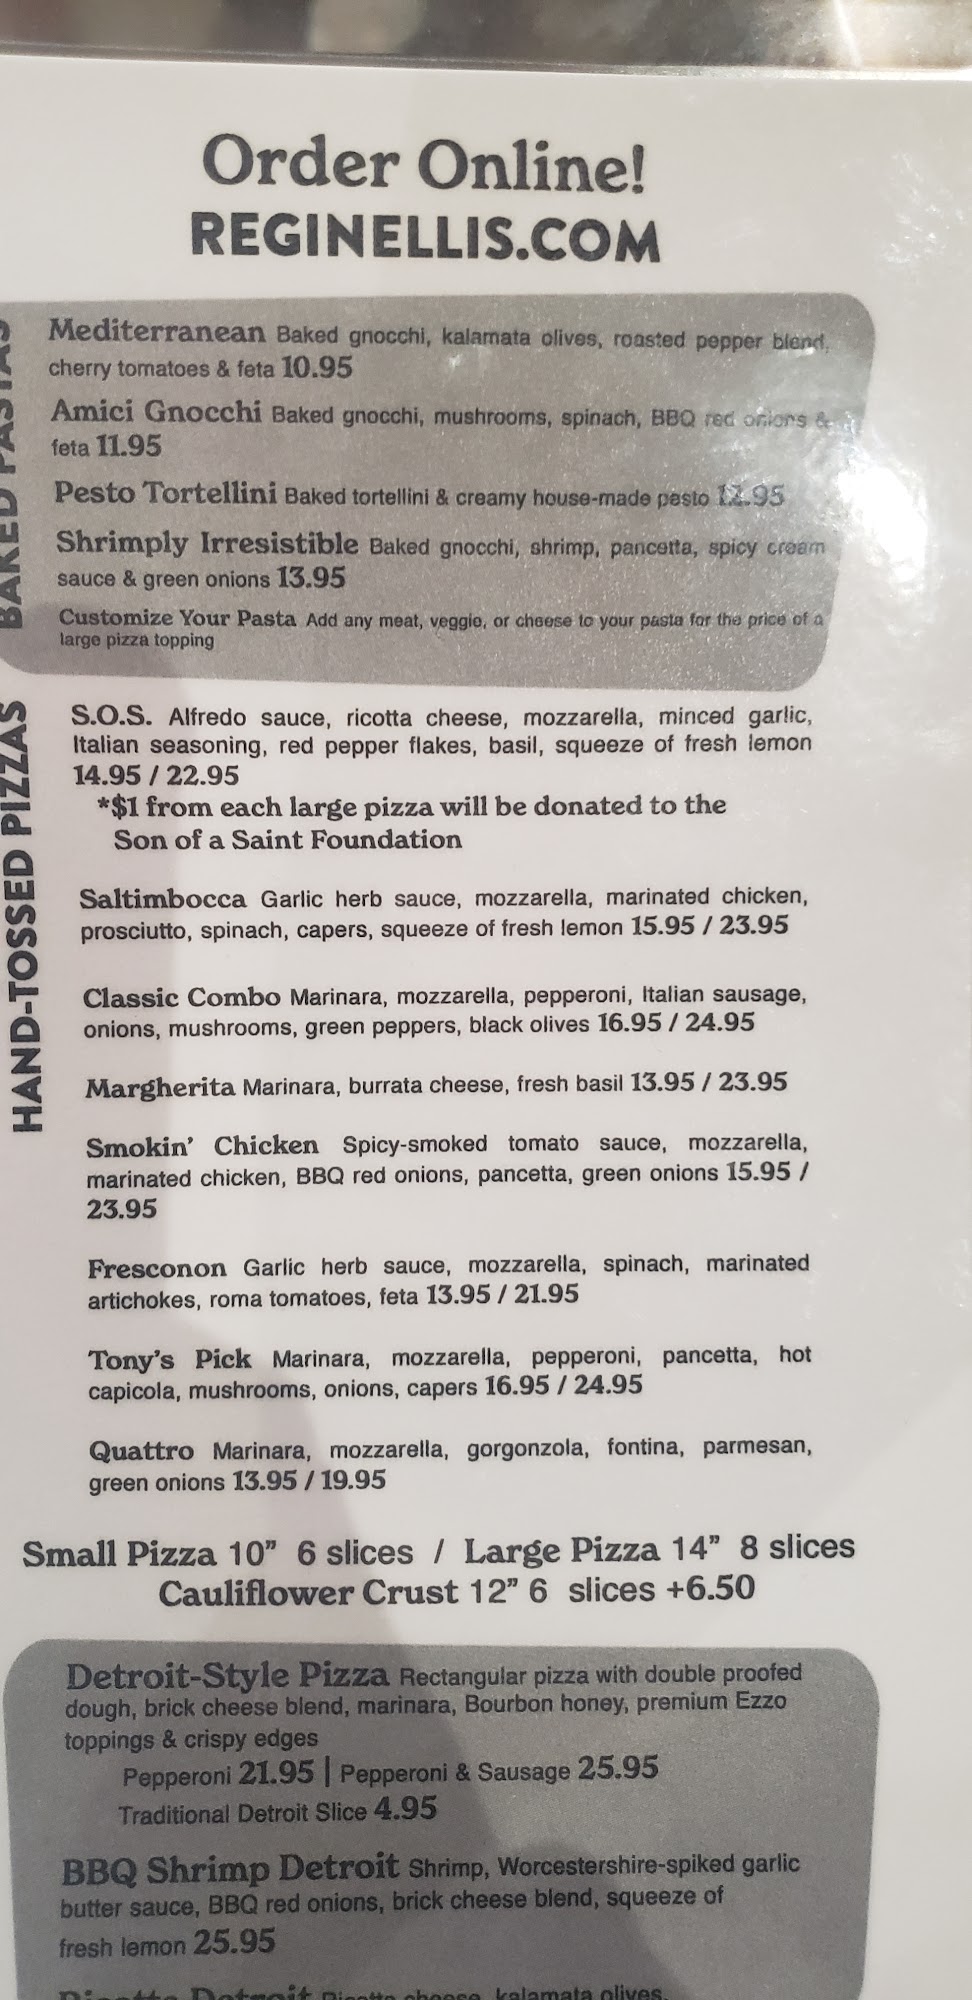 Order Online!
REGINELLIS.COM
BAKED PASTAS
Mediterranean Baked gnocchi, kalamata olives, roasted pepper blend,
cherry tomatoes & feta 10.95
Amici Gnocchi Baked gnocchi, mushrooms, spinach, BBQ red onions &
feta 11.95
Pesto Tortellini Baked tortellini & creamy house-made pesto 12.95
Shrimply Irresistible Baked gnocchi, shrimp, pancetta, spicy cream
sauce & green onions 13.95
Customize Your Pasta Add any meat, veggie, or cheese to your pasta for the price of a
large pizza topping
HAND-TOSSED PIZZAS
S.O.S. Alfredo sauce, ricotta cheese, mozzarella, minced garlic,
Italian seasoning, red pepper flakes, basil, squeeze of fresh lemon
14.95 / 22.95
*$1 from each large pizza will be donated to the
Son of a Saint Foundation
Saltimbocca Garlic herb sauce, mozzarella, marinated chicken,
prosciutto, spinach, capers, squeeze of fresh lemon 15.95 / 23.95
Classic Combo Marinara, mozzarella, pepperoni, Italian sausage,
onions, mushrooms, green peppers, black olives 16.95 / 24.95
Margherita Marinara, burrata cheese, fresh basil 13.95 / 23.95
Smokin' Chicken Spicy-smoked tomato sauce, mozzarella,
marinated chicken, BBQ red onions, pancetta, green onions 15.95 /
23.95
Fresconon Garlic herb sauce, mozzarella, spinach, marinated
artichokes, roma tomatoes, feta 13.95 / 21.95
Tony's Pick Marinara, mozzarella, pepperoni, pancetta, hot
capicola, mushrooms, onions, capers 16.95 / 24.95
Quattro Marinara, mozzarella, gorgonzola, fontina, parmesan,
green onions 13.95 / 19.95
Small Pizza 10" 6 slices / Large Pizza 14" 8 slices
Cauliflower Crust 12" 6 slices +6.50
Detroit-Style Pizza Rectangular pizza with double proofed
dough, brick cheese blend, marinara, Bourbon honey, premium Ezzo
toppings & crispy edges
Pepperoni 21.95 | Pepperoni & Sausage 25.95
Traditional Detroit Slice 4.95
BBQ Shrimp Detroit Shrimp, Worcestershire-spiked garlic
butter sauce, BBQ red onions, brick cheese blend, squeeze of
fresh lemon 25.95
Detroit Ricotta cheese, kalamata olives,